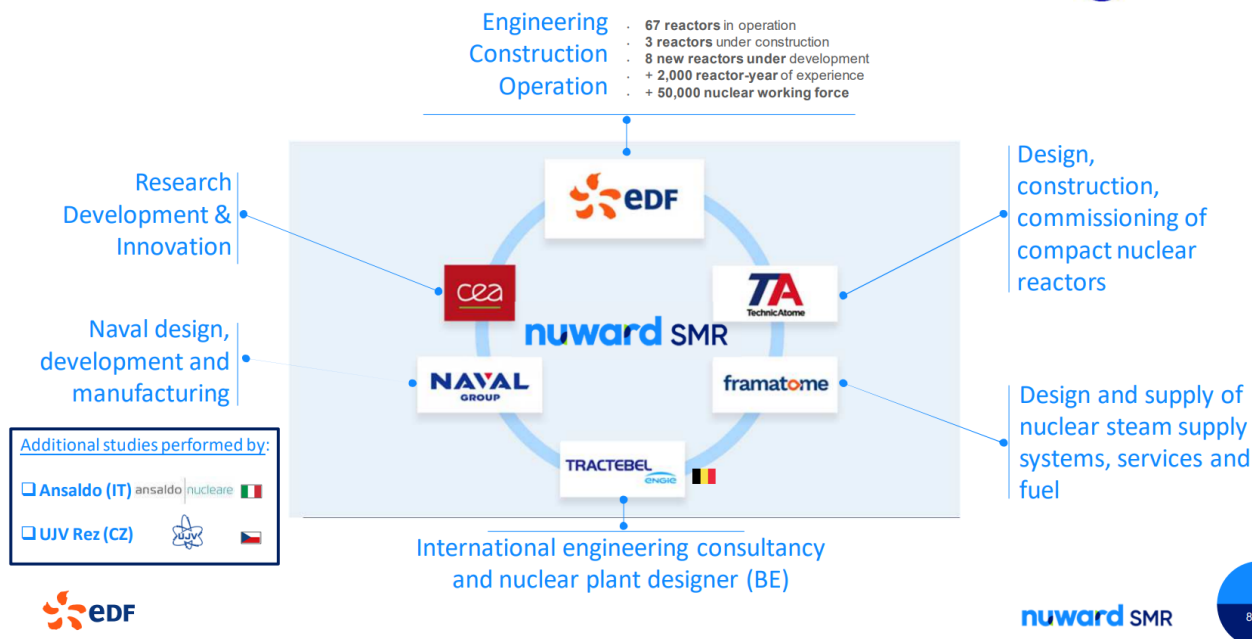 Engineering
Construction
Operation
. 67 reactors in operation
. 3 reactors under construction
. 8 new reactors under development
. + 2,000 reactor-year of experience
. + 50,000 nuclear working force
Research
Development &
Innovation
Naval design,
development and
manufacturing
eDF
cea
TA
TechnicAtome
nuward SMR
NAVAL
GROUP
framatome
TRACTEBEL
ENGIE
Design,
construction,
commissioning of
compact nuclear
reactors
Design and supply of
nuclear steam supply
systems, services and
fuel
Additional studies performed by:
❑ Ansaldo (IT) ansaldo nucleare
❑ UJV Rez (CZ) ÚJV
International engineering consultancy
and nuclear plant designer (BE)
eDF
nuward SMR
8